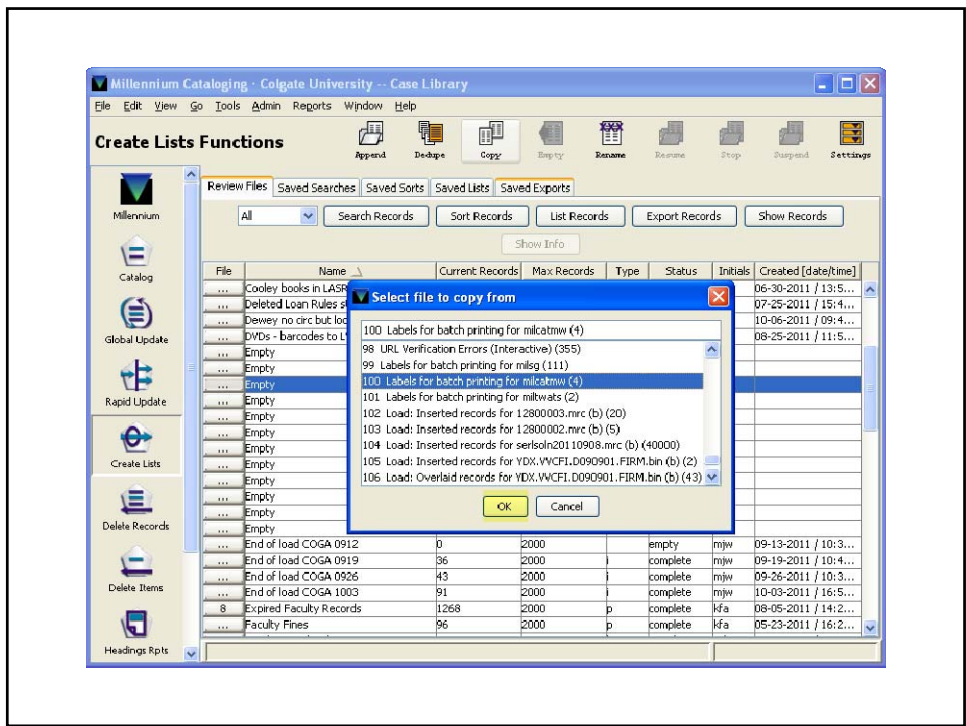 Millennium Cataloging · Colgate University -- Case Library
File Edit View Go Tools Admin Reports Window Help
Create Lists Functions
Append Dedupe Copy Empty Rename Resume Stop Suspend Settings
Millennium
Catalog
Global Update
Rapid Update
Create Lists
Delete Records
Delete Items
Headings Rpts
Review Files Saved Searches Saved Sorts Saved Lists Saved Exports
All Search Records Sort Records List Records Export Records Show Records
Show Info
File Name Current Records Max Records Type Status Initials Created [date/time]
... Cooley books in LASR 06-30-2011 / 13:5...
... Deleted Loan Rules 07-25-2011 / 15:4...
... Dewey no circ but loc 10-06-2011 / 09:4...
... DVDs - barcodes to 08-25-2011 / 11:5...
... Empty
... Empty
... Empty
... Empty
... Empty
... Empty
... Empty
... Empty
... Empty
... Empty
... Empty
... Empty
... End of load COGA 0912 0 2000 empty mjw 09-13-2011 / 10:3...
... End of load COGA 0919 36 2000 i complete mjw 09-19-2011 / 10:4...
... End of load COGA 0926 43 2000 i complete mjw 09-26-2011 / 10:3...
... End of load COGA 1003 91 2000 i complete mjw 10-03-2011 / 16:5...
8 Expired Faculty Records 1268 2000 p complete kfa 08-05-2011 / 14:2...
... Faculty Fines 96 2000 p complete kfa 05-23-2011 / 16:2...
Select file to copy from
100 Labels for batch printing for milcatmw (4)
98 URL Verification Errors (Interactive) (355)
99 Labels for batch printing for milsg (111)
100 Labels for batch printing for milcatmw (4)
101 Labels for batch printing for miltwats (2)
102 Load: Inserted records for 12800003.mrc (b) (20)
103 Load: Inserted records for 12800002.mrc (b) (5)
104 Load: Inserted records for serlsoln20110908.mrc (b) (40000)
105 Load: Inserted records for YDX.VVCFI.D090901.FIRM.bin (b) (2)
106 Load: Overlaid records for YDX.VVCFI.D090901.FIRM.bin (b) (43)
OK Cancel